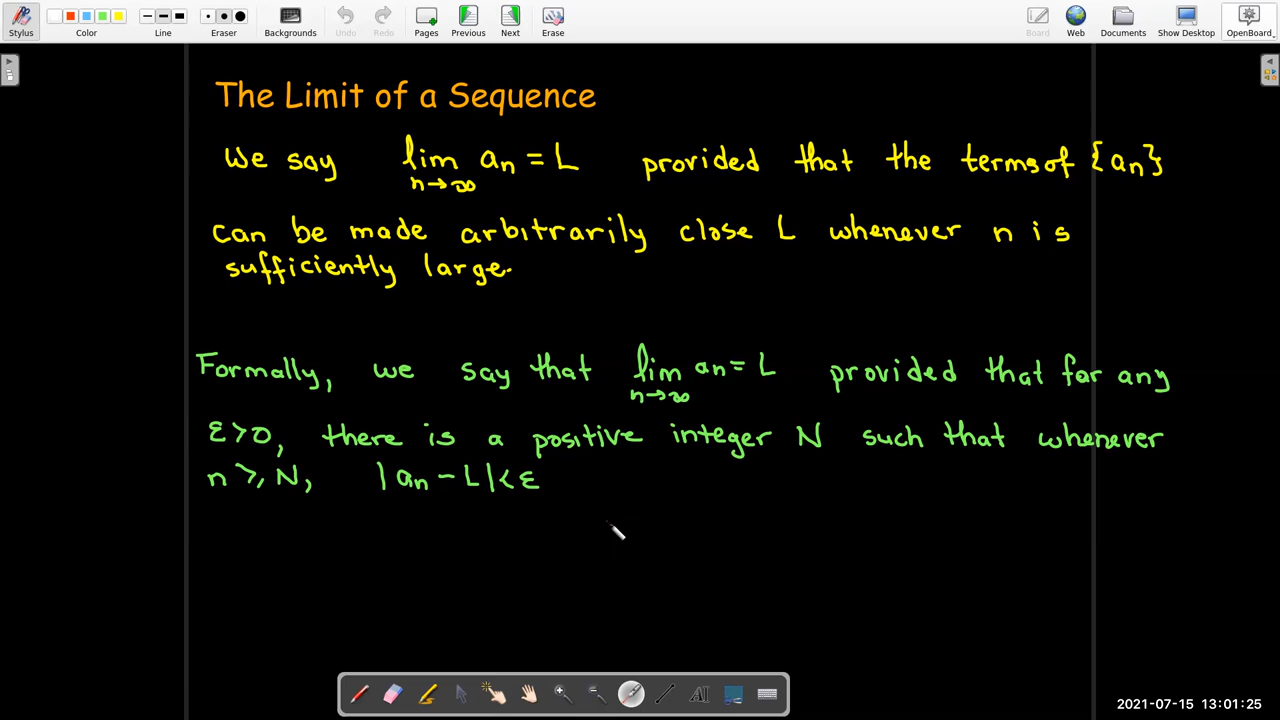 Stylus Color Line Eraser Backgrounds Undo Redo Pages Previous Next Erase Board Web Documents Show Desktop OpenBoard
The Limit of a Sequence
We say lim n→∞ an = L provided that the terms of {an}
can be made arbitrarily close L whenever n is
sufficiently large.
Formally, we say that lim n→∞ an = L provided that for any
ε>0, there is a positive integer N such that whenever
n ≥ N, |an - L| < ε
AI
2021-07-15 13:01:25